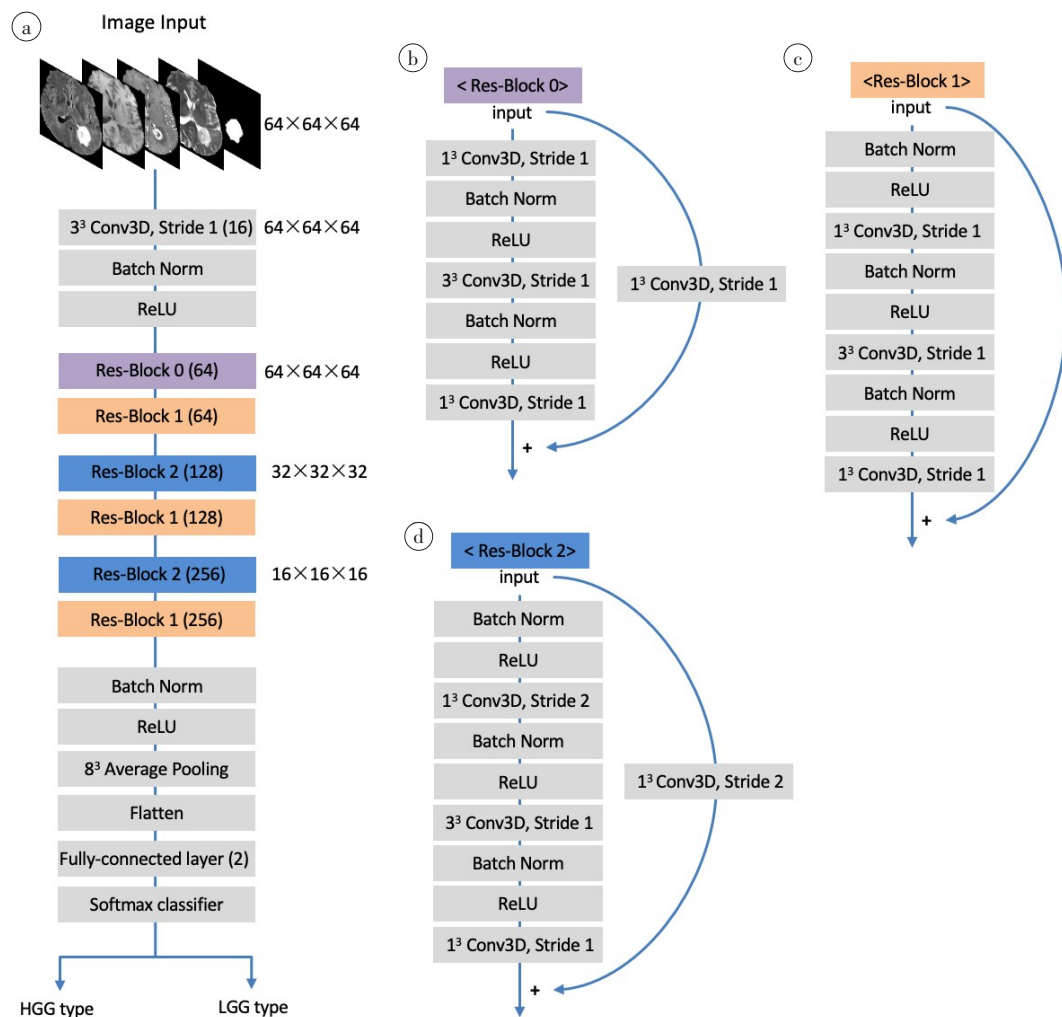 a
Image Input
64×64×64
3³ Conv3D, Stride 1 (16)
64×64×64
Batch Norm
ReLU
Res-Block 0 (64)
64×64×64
Res-Block 1 (64)
Res-Block 2 (128)
32×32×32
Res-Block 1 (128)
Res-Block 2 (256)
16×16×16
Res-Block 1 (256)
Batch Norm
ReLU
8³ Average Pooling
Flatten
Fully-connected layer (2)
Softmax classifier
HGG type
LGG type
b
< Res-Block 0>
input
1³ Conv3D, Stride 1
Batch Norm
ReLU
3³ Conv3D, Stride 1
Batch Norm
ReLU
1³ Conv3D, Stride 1
1³ Conv3D, Stride 1
+
c
<Res-Block 1>
input
Batch Norm
ReLU
1³ Conv3D, Stride 1
Batch Norm
ReLU
3³ Conv3D, Stride 1
Batch Norm
ReLU
1³ Conv3D, Stride 1
+
d
< Res-Block 2>
input
Batch Norm
ReLU
1³ Conv3D, Stride 2
Batch Norm
ReLU
3³ Conv3D, Stride 1
Batch Norm
ReLU
1³ Conv3D, Stride 1
1³ Conv3D, Stride 2
+